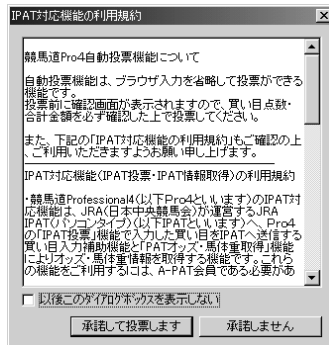 IPAT対応機能の利用規約
競馬道Pro4自動投票機能について
自動投票機能は、ブラウザ入力を省略して投票ができる
機能です。
投票前に確認画面が表示されますので、買い目点数・
合計金額を必ず確認した上で投票してください。
また、下記の「IPAT対応機能の利用規約」もご確認の上
、ご利用いただきますようお願い申し上げます。
IPAT対応機能(IPAT投票・IPAT情報取得)の利用規約
・競馬道Professional4(以下Pro4といいます)のIPAT対
応機能は、JRA(日本中央競馬会)が運営するJRA
IPAT(パソコンタイプ)(以下IPATといいます)へ、Pro4
の「IPAT投票」機能で入力した買い目をIPATへ送信する
買い目入力補助機能と「PATオッズ・馬体重取得」機能
によりオッズ・馬体重情報を取得する機能です。これら
の機能をご利用するには、A-PAT会員である必要があ
以後このダイアログボックスを表示しない
承諾して投票します
承諾しません